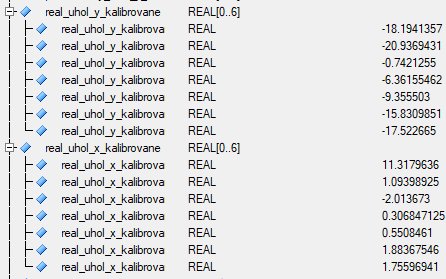 real_uhol_y_kalibrovane REAL[0..6]
real_uhol_y_kalibrova REAL -18.1941357
real_uhol_y_kalibrova REAL -20.9369431
real_uhol_y_kalibrova REAL -0.7421255
real_uhol_y_kalibrova REAL -6.36155462
real_uhol_y_kalibrova REAL -9.355503
real_uhol_y_kalibrova REAL -15.8309851
real_uhol_y_kalibrova REAL -17.522665
real_uhol_x_kalibrovane REAL[0..6]
real_uhol_x_kalibrova REAL 11.3179636
real_uhol_x_kalibrova REAL 1.09398925
real_uhol_x_kalibrova REAL -2.013673
real_uhol_x_kalibrova REAL 0.306847125
real_uhol_x_kalibrova REAL 0.5508461
real_uhol_x_kalibrova REAL 1.88367546
real_uhol_x_kalibrova REAL 1.75596941